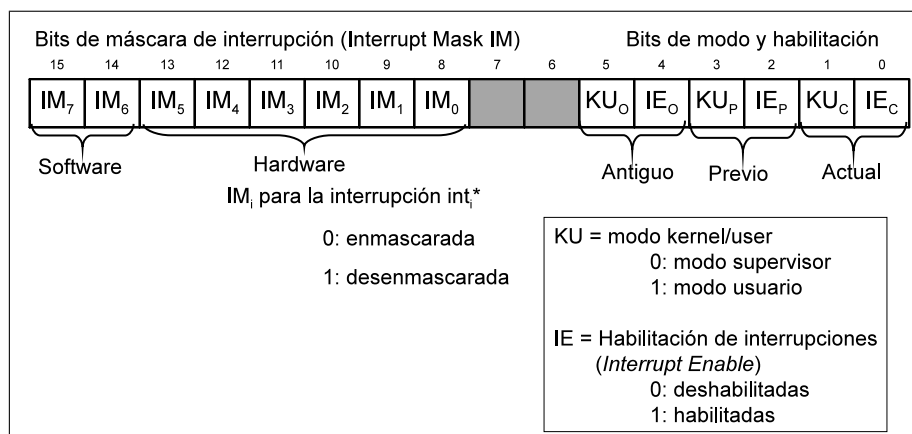 Bits de máscara de interrupción (Interrupt Mask IM) Bits de modo y habilitación
15 14 13 12 11 10 9 8 7 6 5 4 3 2 1 0
IM7 IM6 IM5 IM4 IM3 IM2 IM1 IM0 KUO IEO KUP IEP KUC IEC
Software Hardware Antiguo Previo Actual
IMi para la interrupción inti*
0: enmascarada
1: desenmascarada
KU = modo kernel/user
0: modo supervisor
1: modo usuario
IE = Habilitación de interrupciones
(Interrupt Enable)
0: deshabilitadas
1: habilitadas